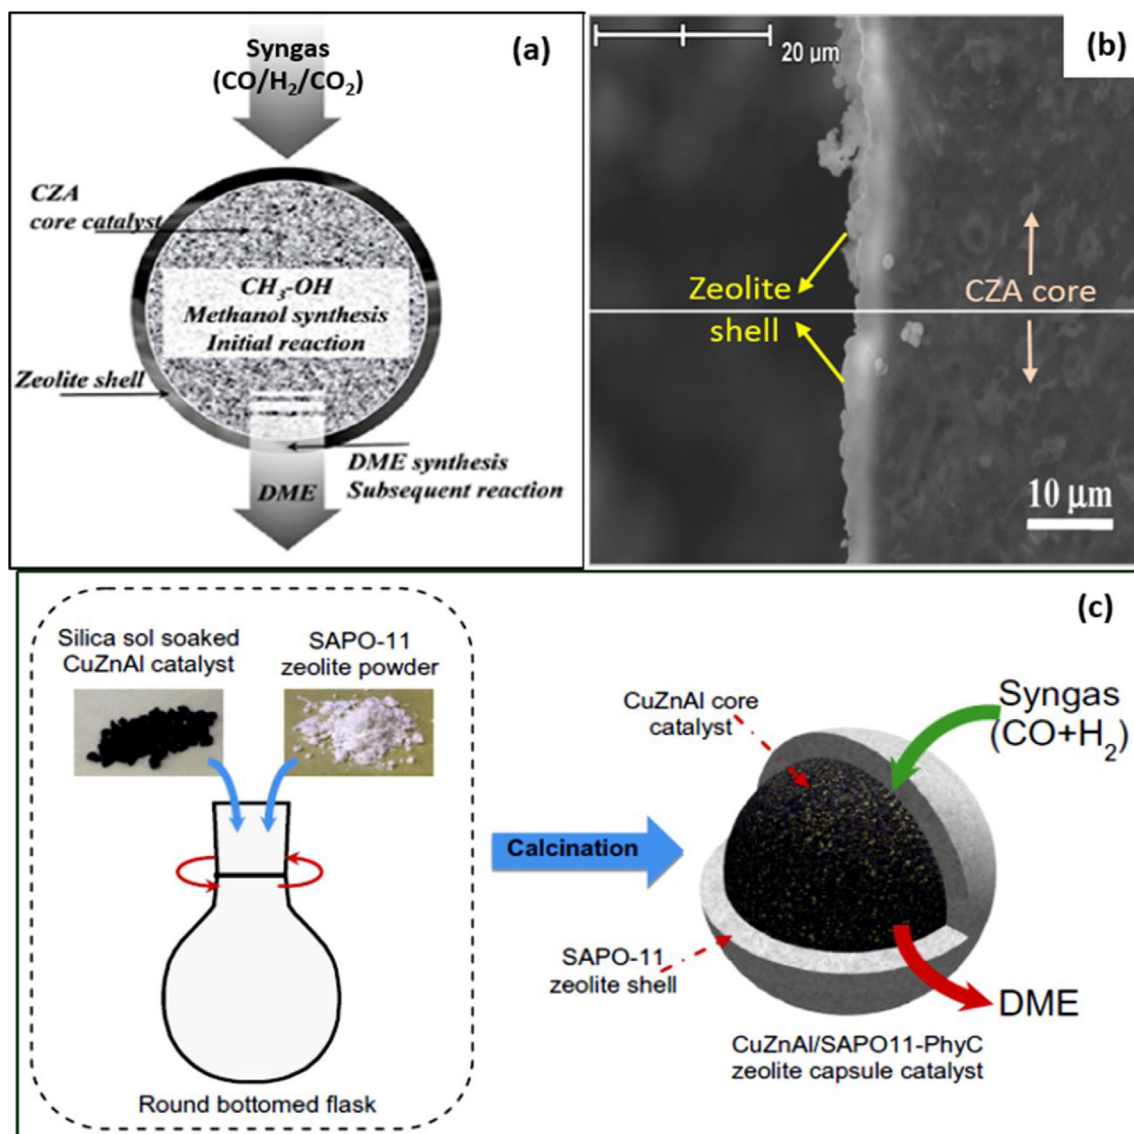 Syngas
(CO/H₂/CO₂)
(a)
CZA
core catalyst
CH₃-OH
Methanol synthesis
Initial reaction
Zeolite shell
DME synthesis
Subsequent reaction
DME
20 µm
(b)
Zeolite
shell
CZA core
10 µm
(c)
Silica sol soaked
CuZnAl catalyst
SAPO-11
zeolite powder
Round bottomed flask
Calcination
CuZnAl core
catalyst
Syngas
(CO+H₂)
SAPO-11
zeolite shell
DME
CuZnAl/SAPO11-PhyC
zeolite capsule catalyst